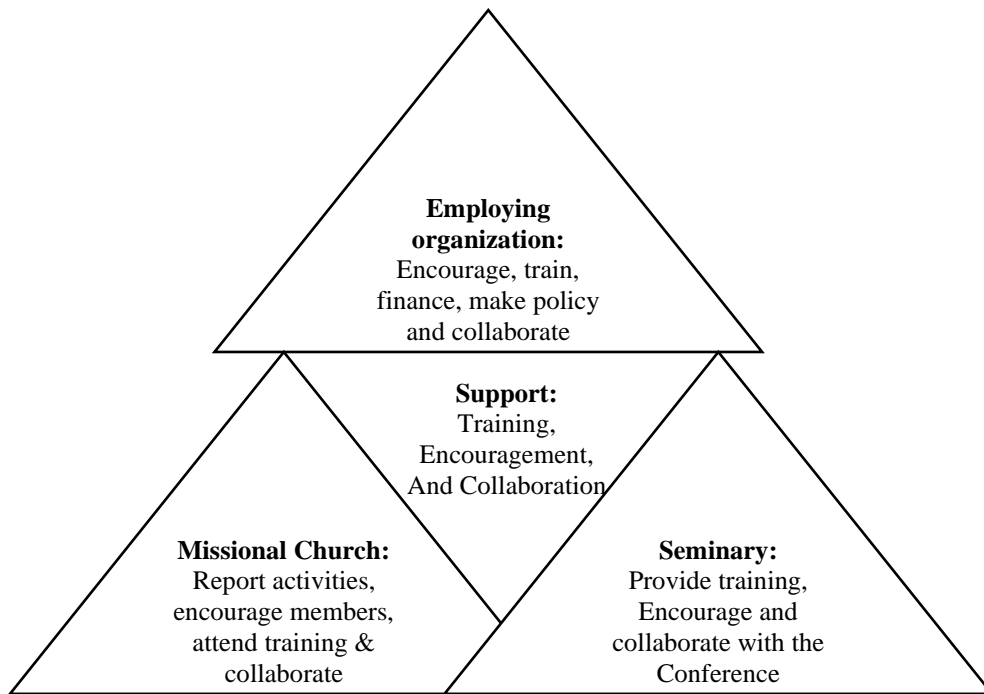 Employing
organization:
Encourage, train,
finance, make policy
and collaborate
Support:
Training,
Encouragement,
And Collaboration
Missional Church:
Report activities,
encourage members,
attend training &
collaborate
Seminary:
Provide training,
Encourage and
collaborate with the
Conference